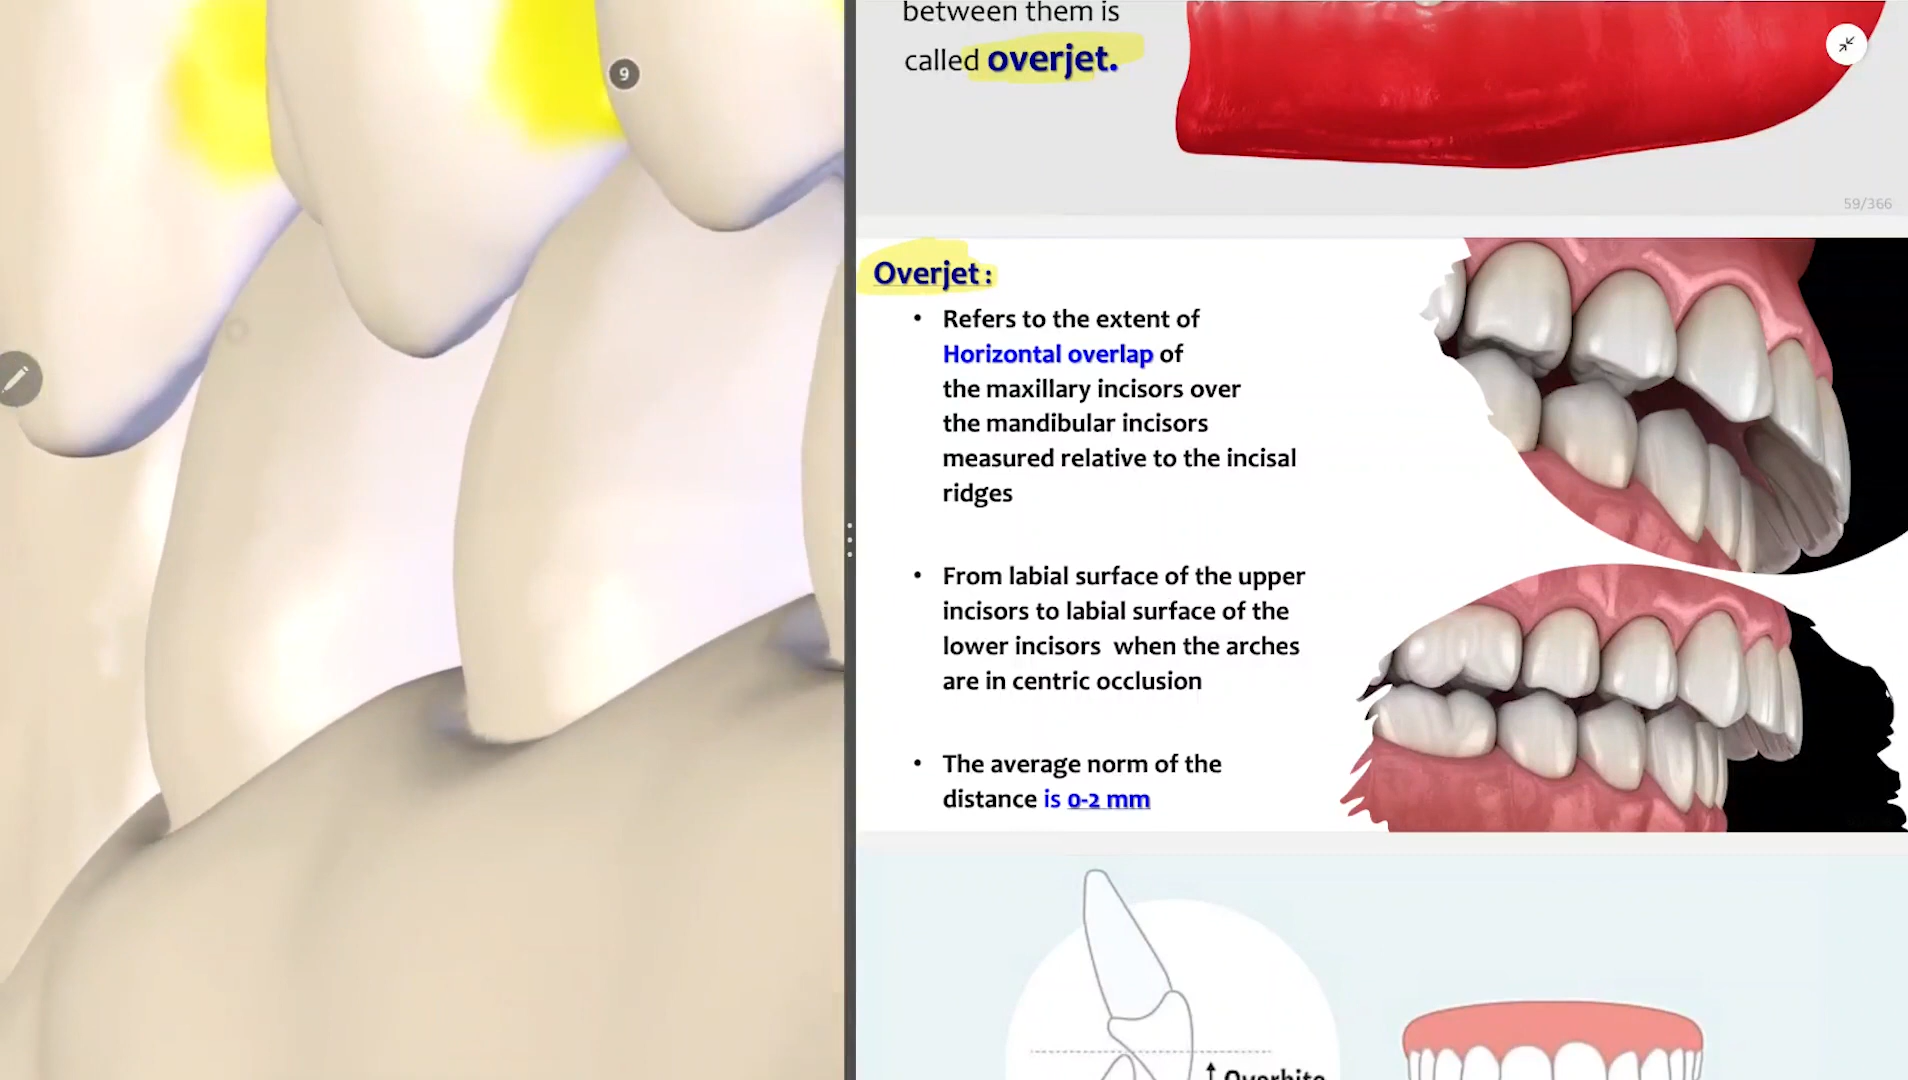 between them is
called overjet.
9
59/366
Overjet :
• Refers to the extent of
Horizontal overlap of
the maxillary incisors over
the mandibular incisors
measured relative to the incisal
ridges
• From labial surface of the upper
incisors to labial surface of the
lower incisors when the arches
are in centric occlusion
• The average norm of the
distance is 0-2 mm
Overbite